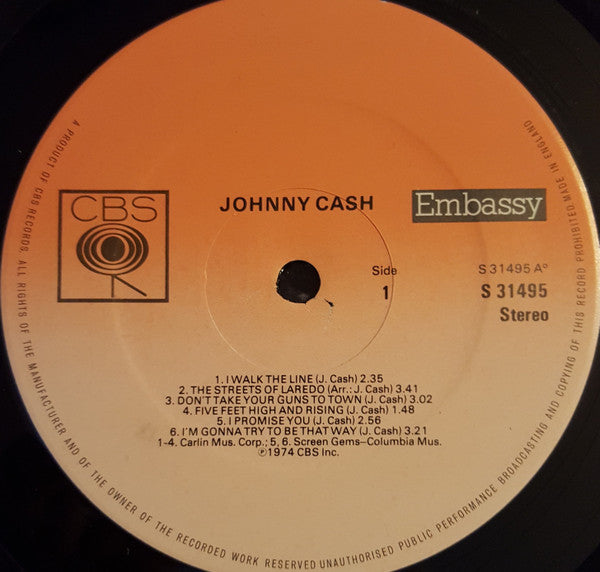 CBS
JOHNNY CASH
Embassy
Side
1
S 31495 Aº
S 31495
Stereo
1. I WALK THE LINE (J. Cash) 2.35
2. THE STREETS OF LAREDO (Arr.: J. Cash) 3.41
3. DON'T TAKE YOUR GUNS TO TOWN (J. Cash) 3.02
4. FIVE FEET HIGH AND RISING (J. Cash) 1.48
5. I PROMISE YOU (J. Cash) 2.56
6. I'M GONNA TRY TO BE THAT WAY (J. Cash) 3.21
1-4. Carlin Mus. Corp.; 5, 6. Screen Gems–Columbia Mus.
℗ 1974 CBS Inc.
A PRODUCT OF CBS RECORDS. ALL RIGHTS OF THE MANUFACTURER AND OF THE OWNER OF THE RECORDED WORK RESERVED UNAUTHORISED PUBLIC PERFORMANCE BROADCASTING AND COPYING OF THIS RECORD PROHIBITED MADE IN ENGLAND